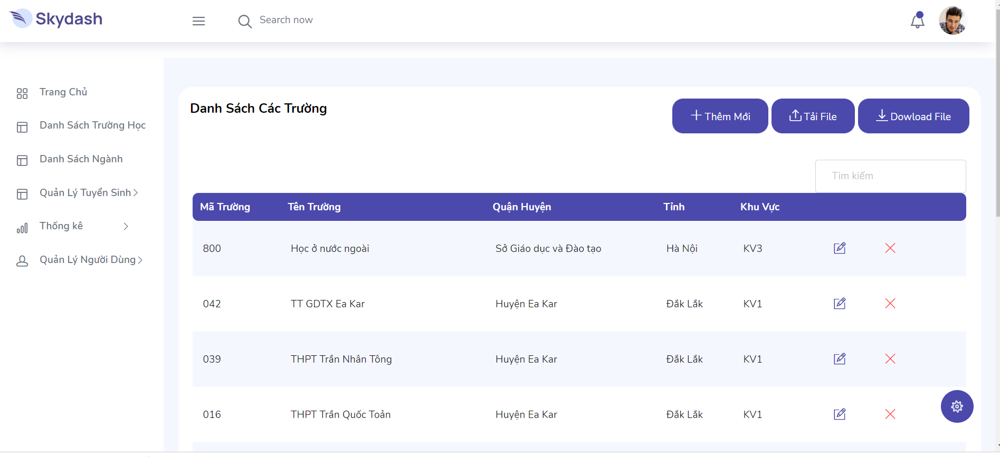 Skydash
Search now
Trang Chủ
Danh Sách Trường Học
Danh Sách Ngành
Quản Lý Tuyển Sinh
Thống kê
Quản Lý Người Dùng
Danh Sách Các Trường
Thêm Mới Tải File Dowload File
Tìm kiếm
Mã Trường Tên Trường Quận Huyện Tỉnh Khu Vực
800 Học ở nước ngoài Sở Giáo dục và Đào tạo Hà Nội KV3
042 TT GDTX Ea Kar Huyện Ea Kar Đắk Lắk KV1
039 THPT Trần Nhân Tông Huyện Ea Kar Đắk Lắk KV1
016 THPT Trần Quốc Toản Huyện Ea Kar Đắk Lắk KV1